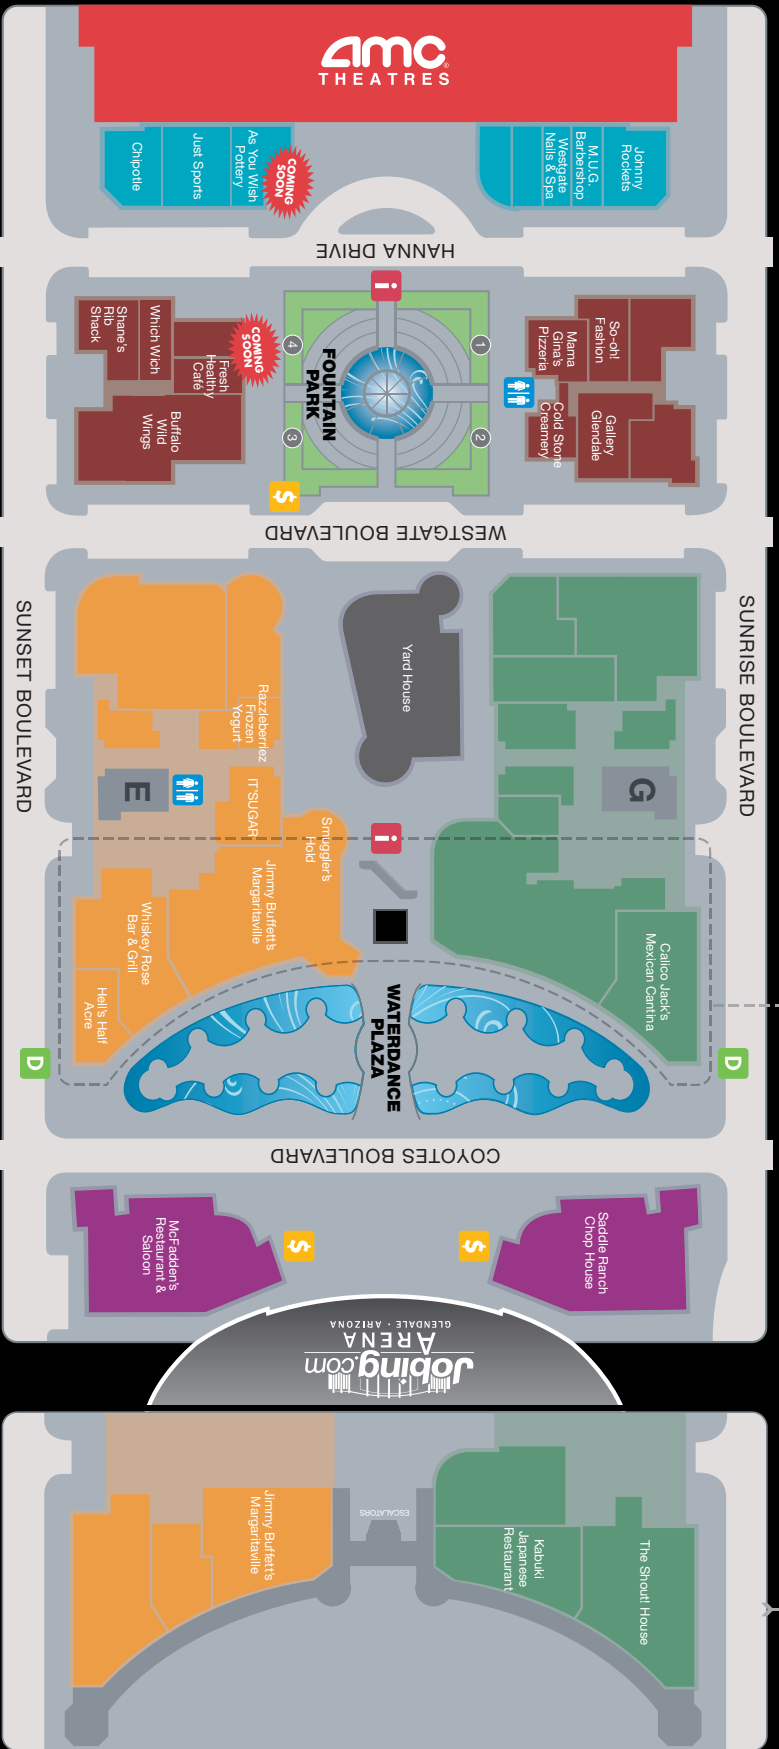 amc
THEATRES
Chipotle
Just Sports
As You Wish
Pottery
COMING
SOON
Westgate
Nails & Spa
M.U.G.
Barbershop
Johnny
Rockets
HANNA DRIVE
i
Shane's
Rib
Shack
Which Wich
COMING
SOON
Fresh
Healthy
Café
Buffalo
Wild
Wings
1
2
3
4
FOUNTAIN
PARK
So-oh!
Fashion
Mama
Gina's
Pizzeria
Cold Stone
Creamery
Gallery
Glendale
$
WESTGATE BOULEVARD
SUNSET BOULEVARD
SUNRISE BOULEVARD
Yard House
Razzleberriez
Frozen
Yogurt
E
G
IT'SUGAR
i
Smuggler's
Hold
Jimmy Buffett's
Margaritaville
Whiskey Rose
Bar & Grill
Hell's Half
Acre
Calico Jack's
Mexican Cantina
WATERDANCE
PLAZA
D
D
COYOTES BOULEVARD
McFadden's
Restaurant &
Saloon
$
$
Saddle Ranch
Chop House
Jobing.com
ARENA
GLENDALE • ARIZONA
ESCALATORS
Jimmy Buffett's
Margaritaville
Kabuki
Japanese
Restaurant
The Shout! House